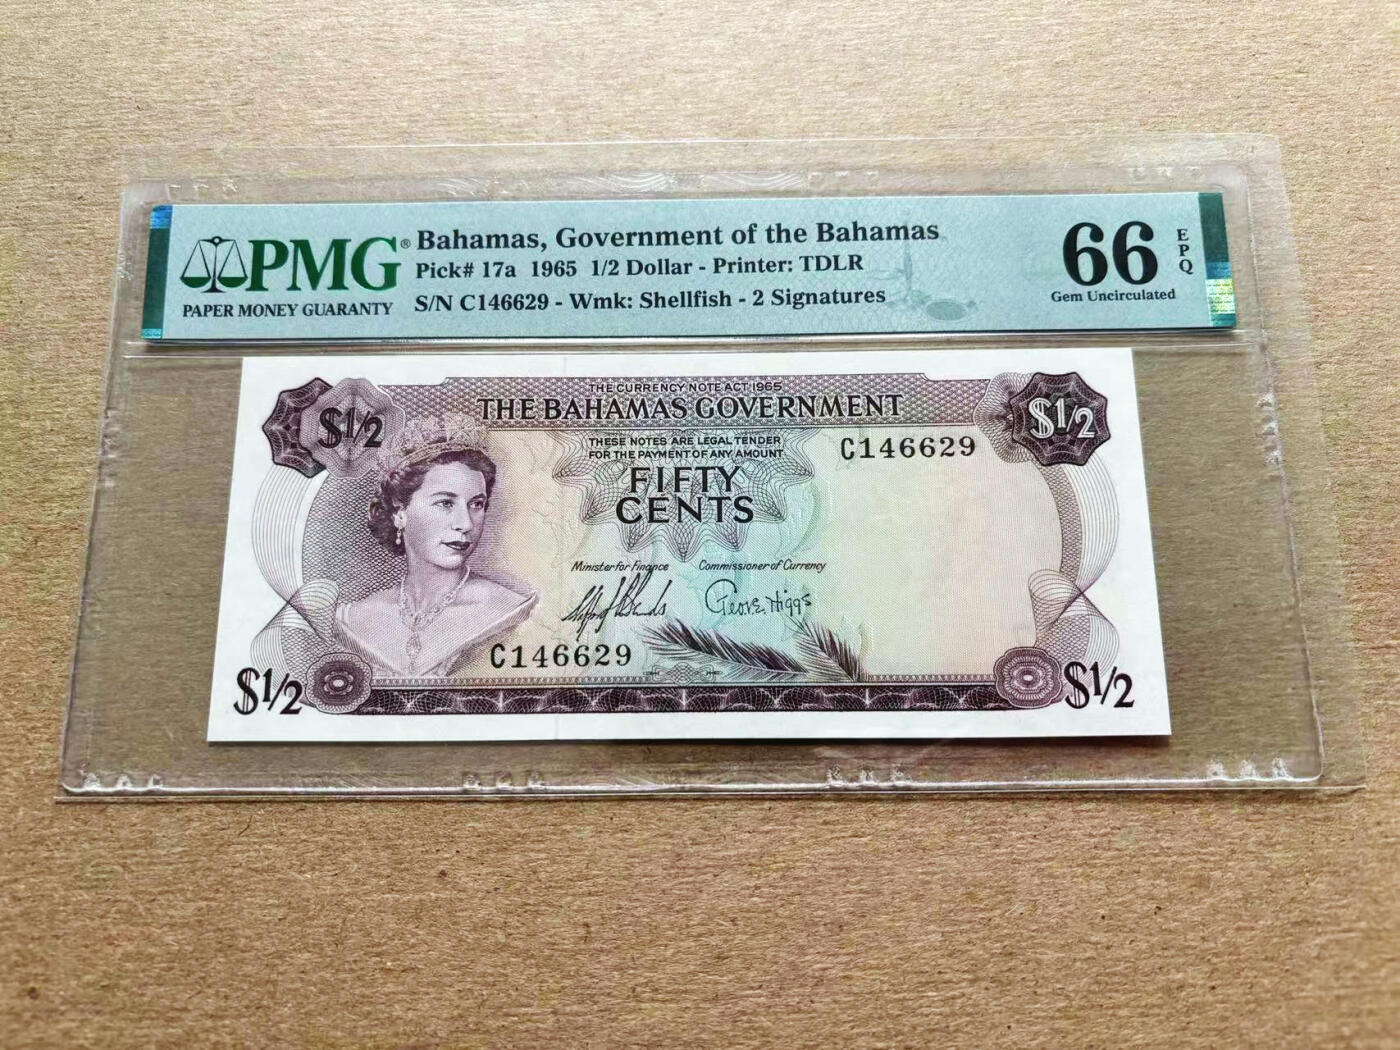 PMG®
PAPER MONEY GUARANTY
Bahamas, Government of the Bahamas
Pick# 17a 1965 1/2 Dollar - Printer: TDLR
S/N C146629 - Wmk: Shellfish - 2 Signatures
66 EPQ
Gem Uncirculated
THE CURRENCY NOTE ACT 1965
THE BAHAMAS GOVERNMENT
$1/2
$1/2
THESE NOTES ARE LEGAL TENDER
FOR THE PAYMENT OF ANY AMOUNT
C146629
FIFTY
CENTS
Minister for Finance
Commissioner of Currency
Geo. E. Higgs
C146629
$1/2
$1/2